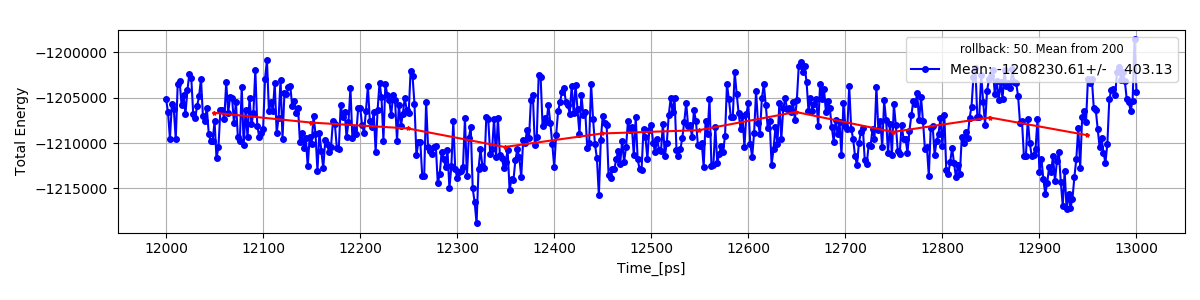 rollback: 50. Mean from 200
Mean: -1208230.61+/- 403.13
Total Energy
−1200000
−1205000
−1210000
−1215000
12000 12100 12200 12300 12400 12500 12600 12700 12800 12900 13000
Time_[ps]